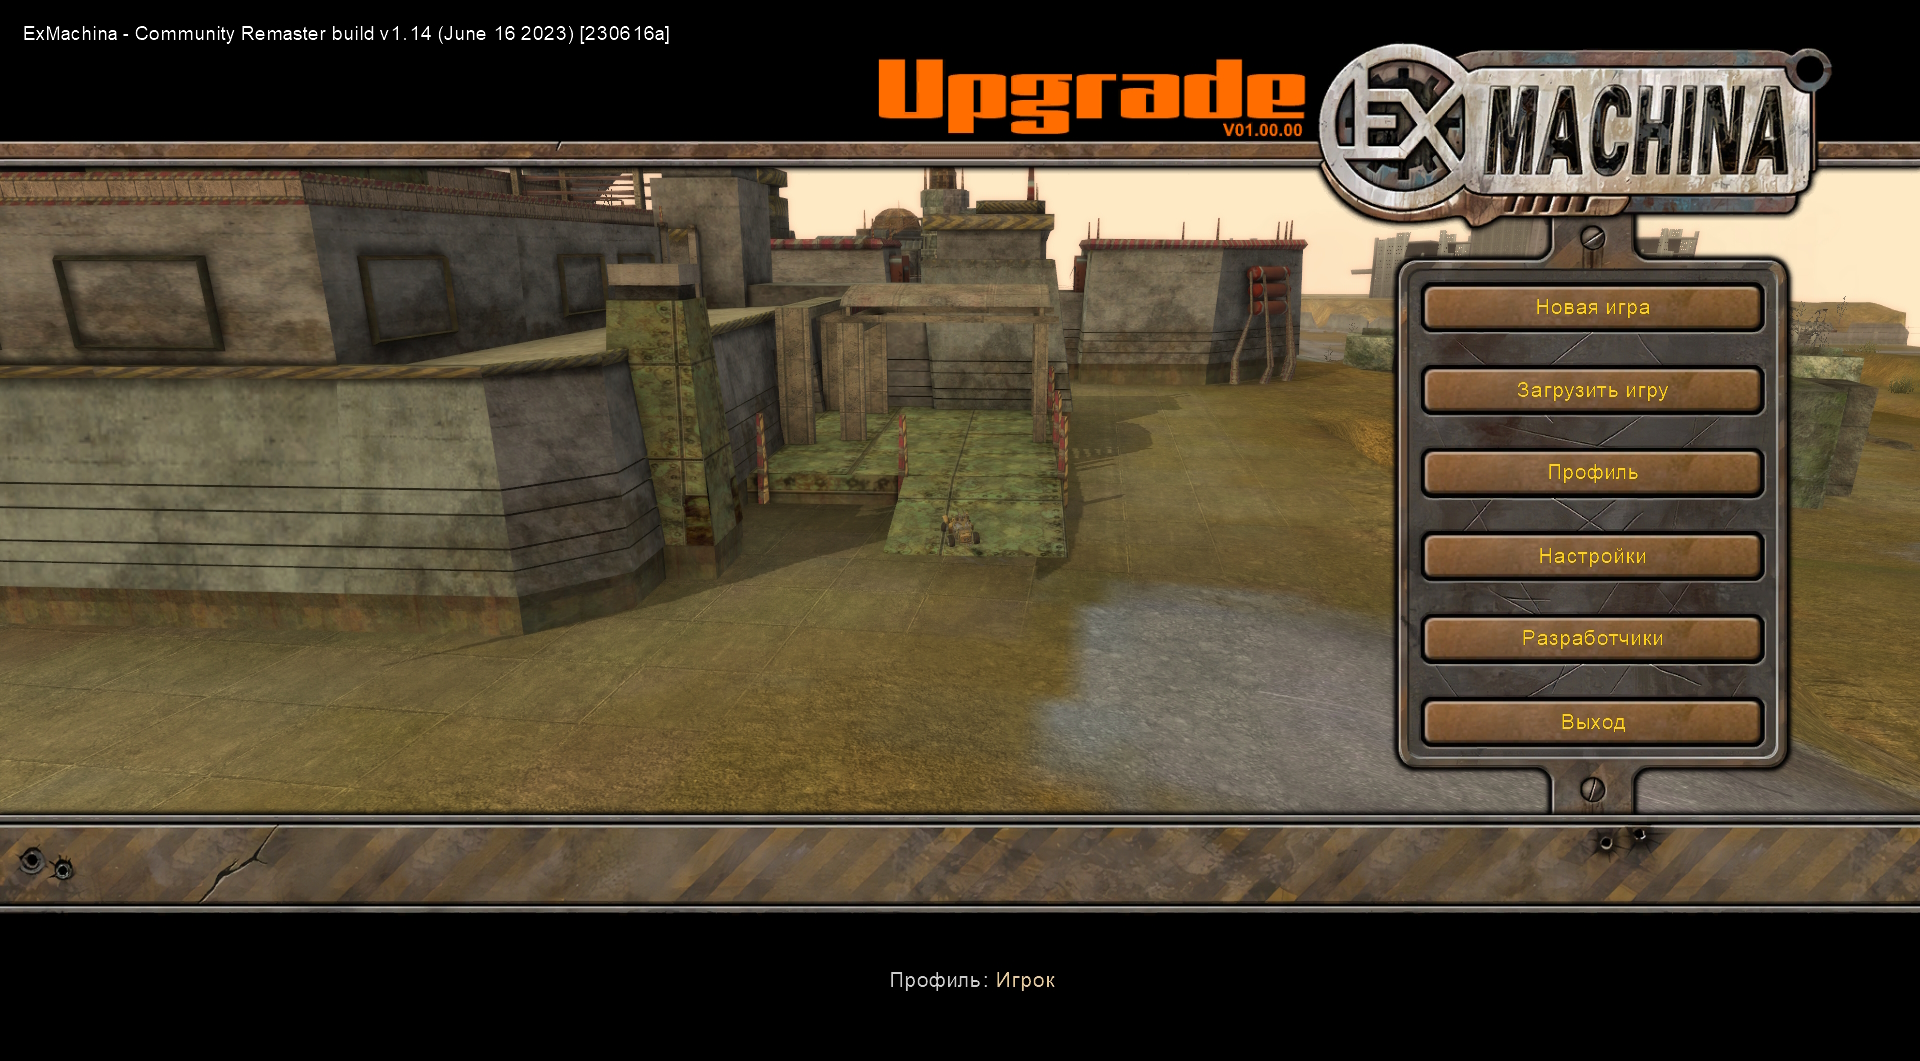 ExMachina - Community Remaster build v1.14 (June 16 2023) [230616a]
Upgrade
V01.00.00
EX MACHINA
Новая игра
Загрузить игру
Профиль
Настройки
Разработчики
Выход
Профиль: Игрок